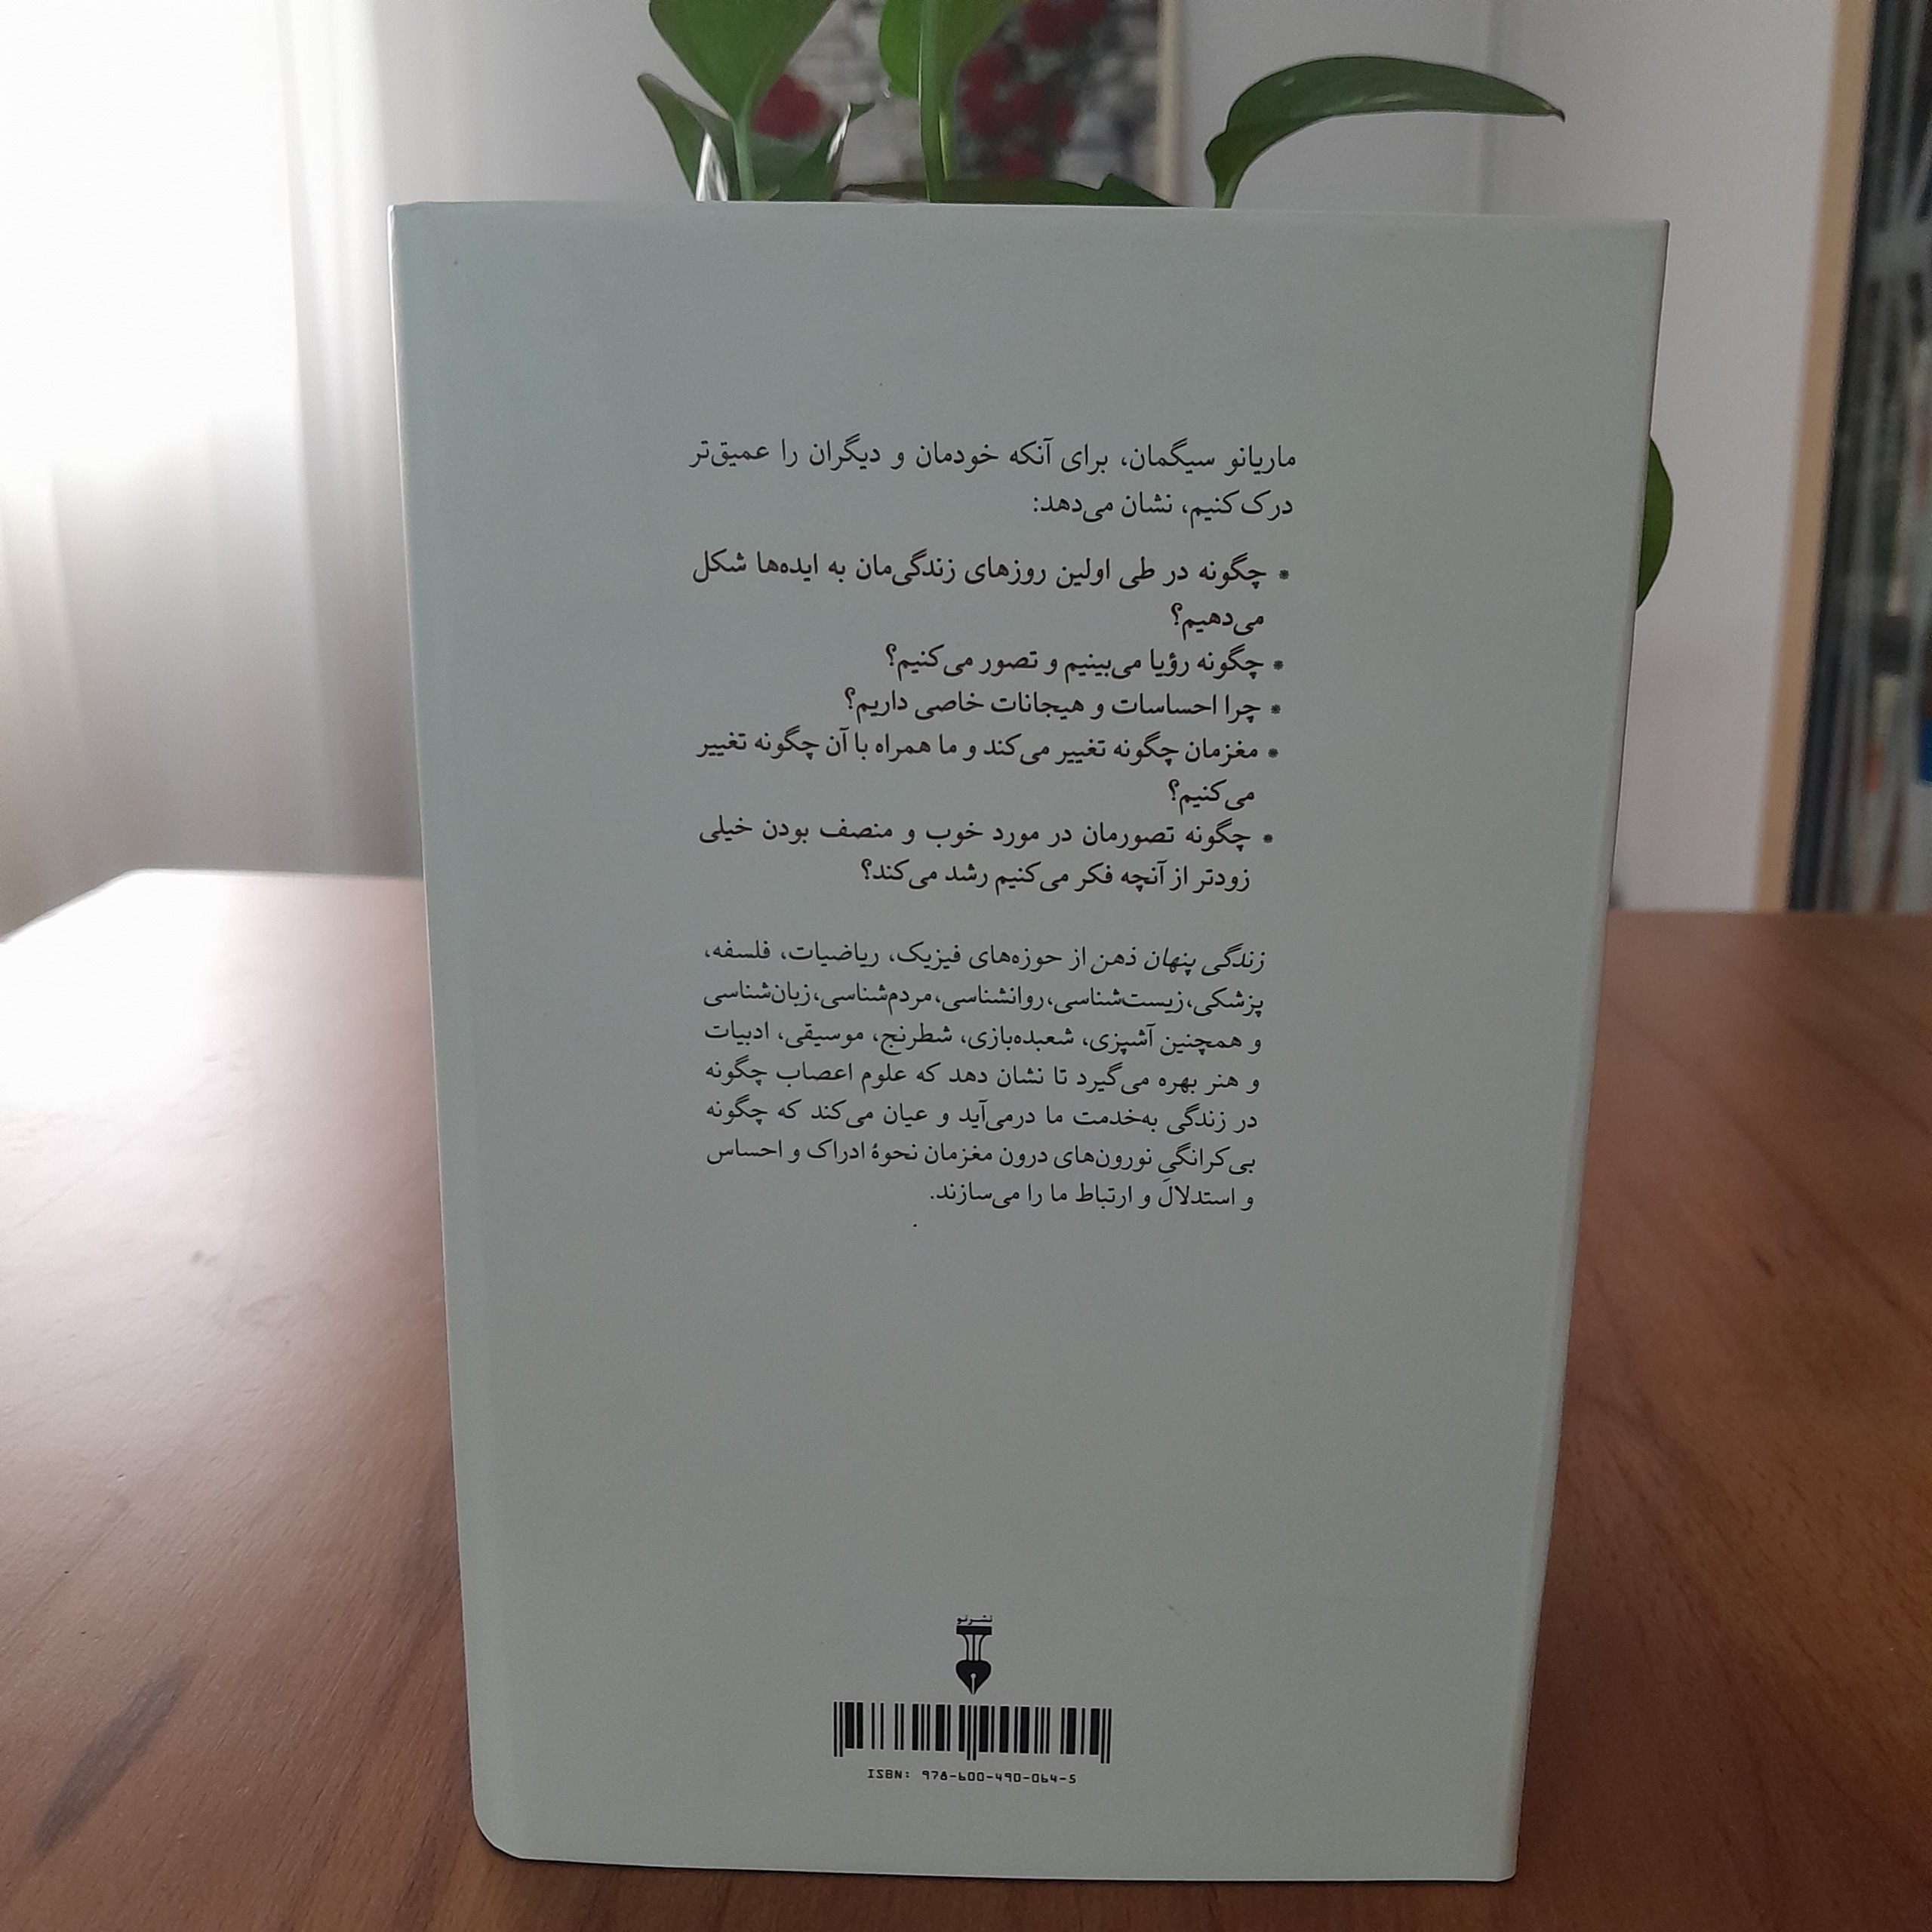 ماریانو سیگمان، برای آنکه خودمان و دیگران را عمیق‌تر
درک کنیم، نشان می‌دهد:
* چگونه در طی اولین روزهای زندگی‌مان به ایده‌ها شکل
می‌دهیم؟
* چگونه رؤیا می‌بینیم و تصور می‌کنیم؟
* چرا احساسات و هیجانات خاصی داریم؟
* مغزمان چگونه تغییر می‌کند و ما همراه با آن چگونه تغییر
می‌کنیم؟
* چگونه تصورمان در مورد خوب و منصف بودن خیلی
زودتر از آنچه فکر می‌کنیم رشد می‌کند؟
زندگی پنهان ذهن از حوزه‌های فیزیک، ریاضیات، فلسفه،
پزشکی، زیست‌شناسی، روانشناسی، مردم‌شناسی، زبان‌شناسی
و همچنین آشپزی، شعبده‌بازی، شطرنج، موسیقی، ادبیات
و هنر بهره می‌گیرد تا نشان دهد که علوم اعصاب چگونه
در زندگی به‌خدمت ما درمی‌آید و عیان می‌کند که چگونه
بی‌کرانگیِ نورون‌های درون مغزمان نحوهٔ ادراک و احساس
و استدلال و ارتباط ما را می‌سازند.
نشرنو
ISBN: 978-600-490-064-5